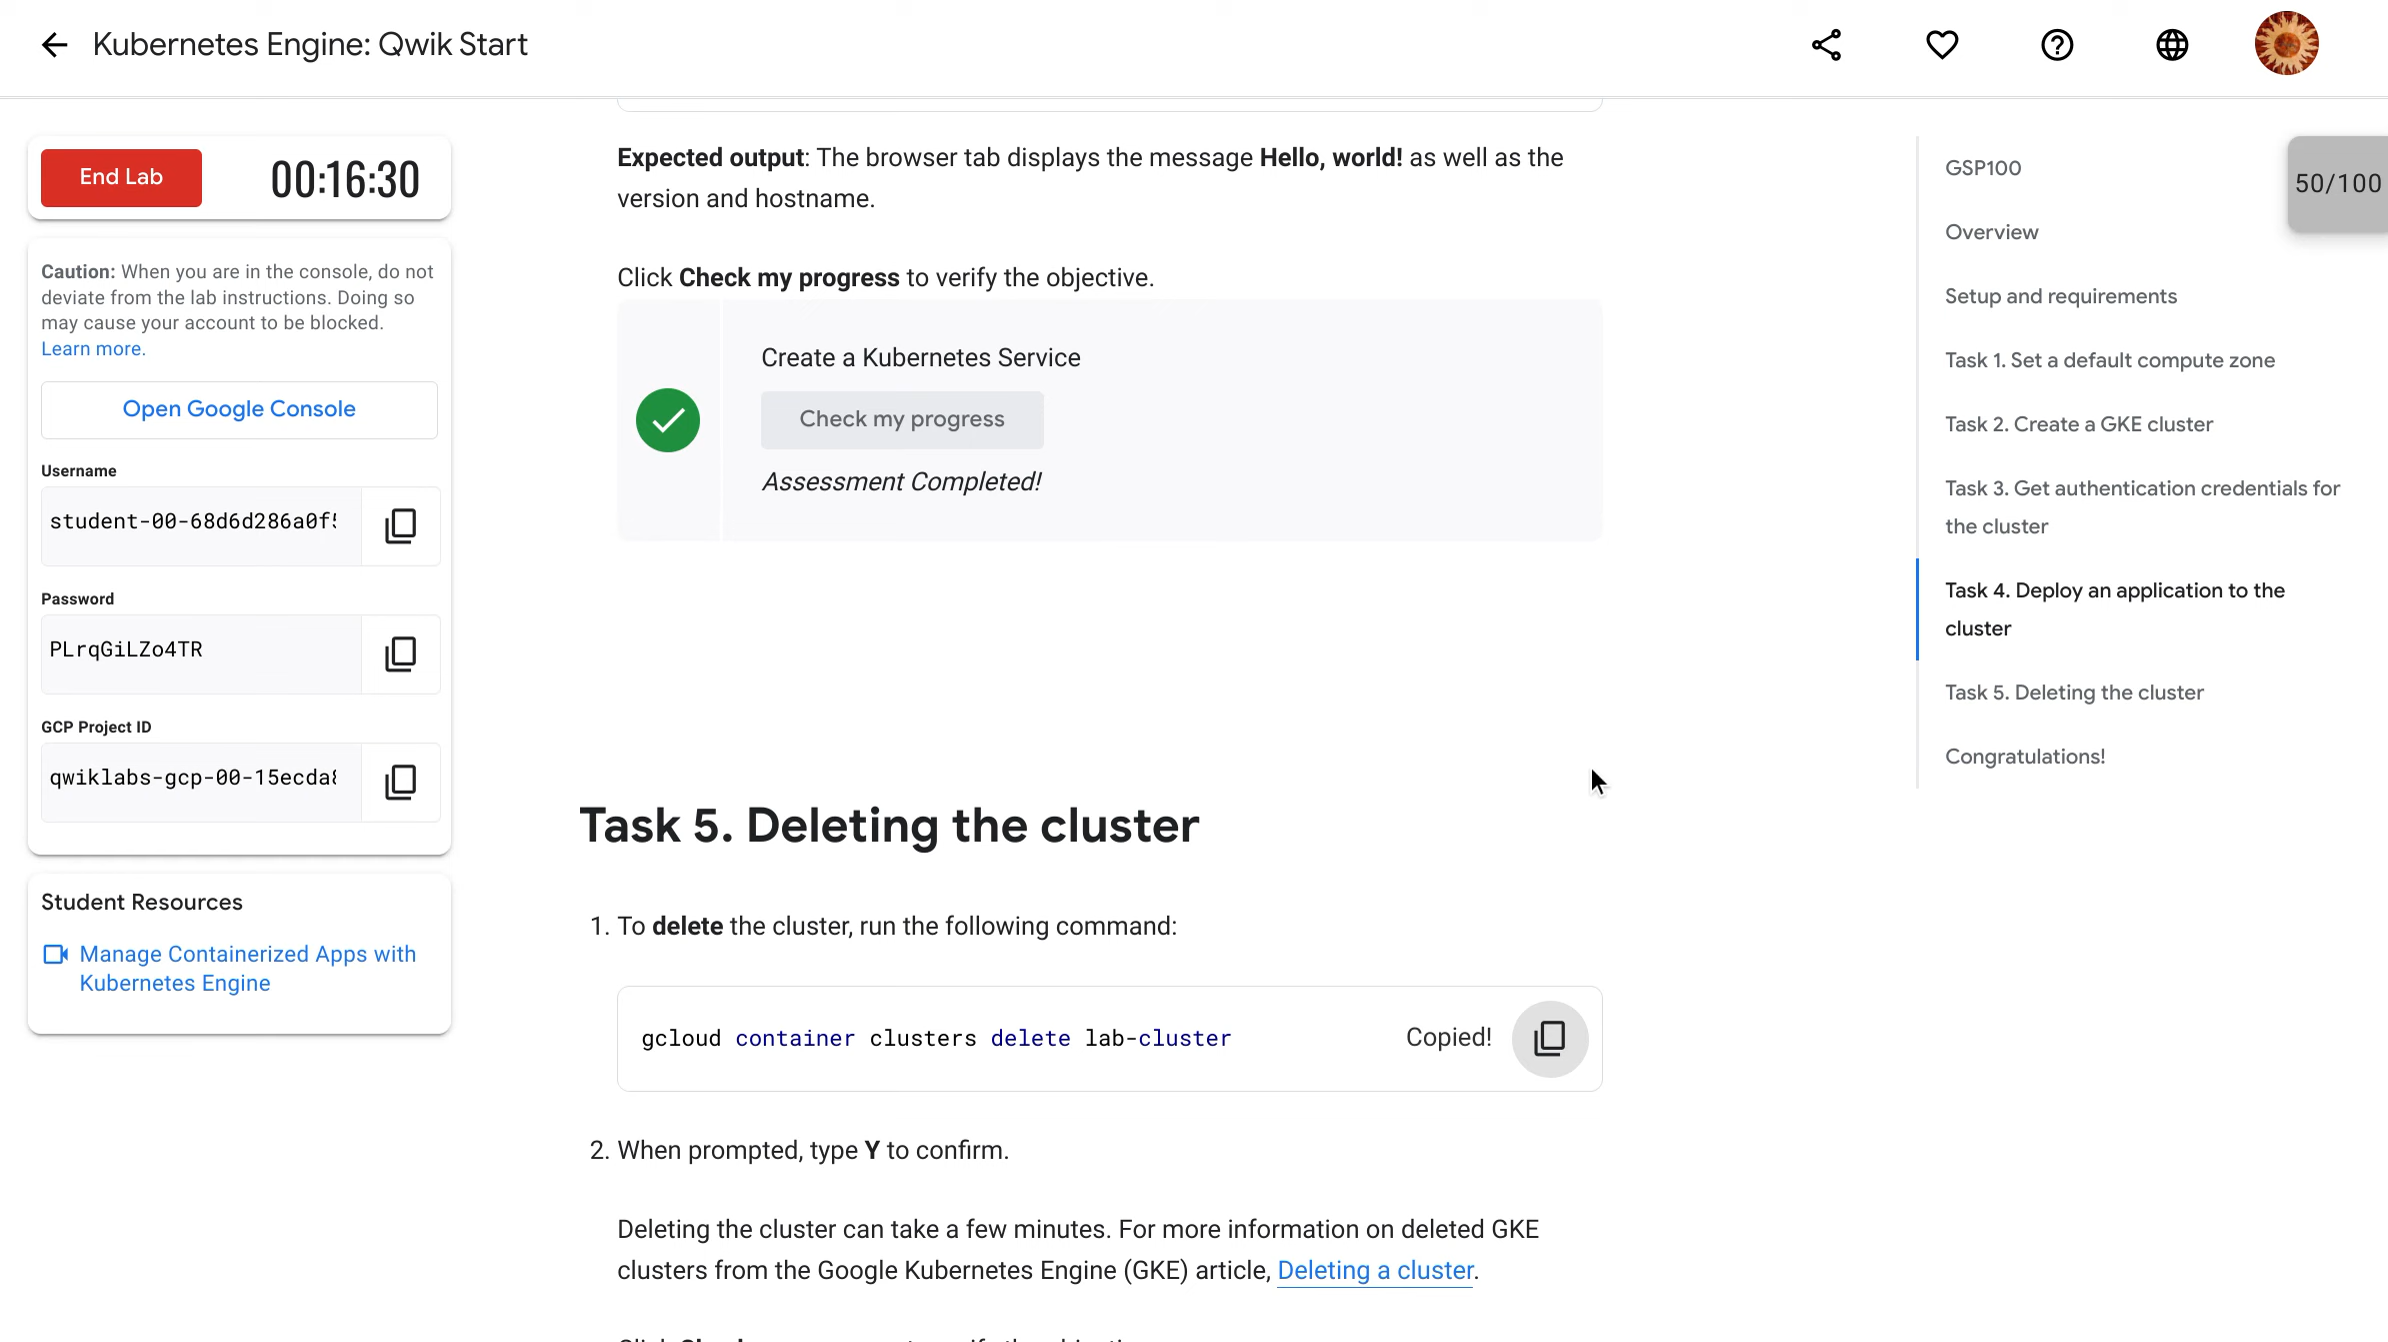 Kubernetes Engine: Qwik Start
End Lab
00:16:30
Caution: When you are in the console, do not
deviate from the lab instructions. Doing so
may cause your account to be blocked.
Learn more.
Open Google Console
Username
student-00-68d6d286a0f
Password
PLrqGiLZo4TR
GCP Project ID
qwiklabs-gcp-00-15ecda
Student Resources
Manage Containerized Apps with
Kubernetes Engine
Expected output: The browser tab displays the message Hello, world! as well as the
version and hostname.
Click Check my progress to verify the objective.
Create a Kubernetes Service
Check my progress
Assessment Completed!
Task 5. Deleting the cluster
1. To delete the cluster, run the following command:
gcloud container clusters delete lab-cluster
Copied!
2. When prompted, type Y to confirm.
Deleting the cluster can take a few minutes. For more information on deleted GKE
clusters from the Google Kubernetes Engine (GKE) article, Deleting a cluster.
GSP100
Overview
Setup and requirements
Task 1. Set a default compute zone
Task 2. Create a GKE cluster
Task 3. Get authentication credentials for
the cluster
Task 4. Deploy an application to the
cluster
Task 5. Deleting the cluster
Congratulations!
50/100